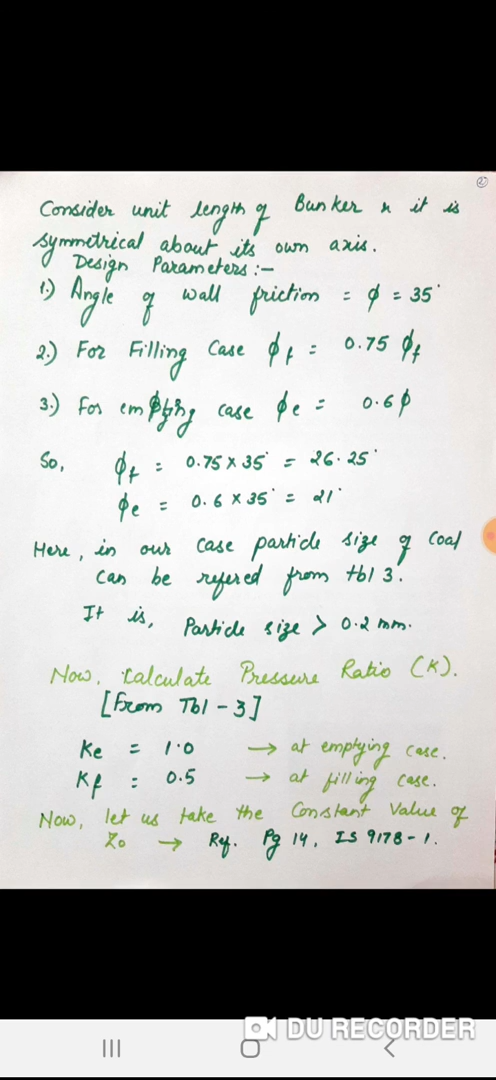 2
Consider unit length of Bunker & it is
symmetrical about its own axis.
Design Parameters :-
1.) Angle of wall friction = ϕ = 35°
2.) For Filling Case ϕf = 0.75 ϕf
3.) For emptying case ϕe = 0.6ϕ
So, ϕf = 0.75 x 35° = 26.25°
ϕe = 0.6 x 35° = 21°
Here, in our case particle size of coal
can be refered from tbl 3.
It is, Particle size > 0.2 mm.
Now, Calculate Pressure Ratio (K).
[From Tbl - 3]
Ke = 1.0 → at emptying case.
Kf = 0.5 → at filling case.
Now, let us take the Constant Value of
Zo → Ref. Pg 14, IS 9178-1.
DU RECORDER